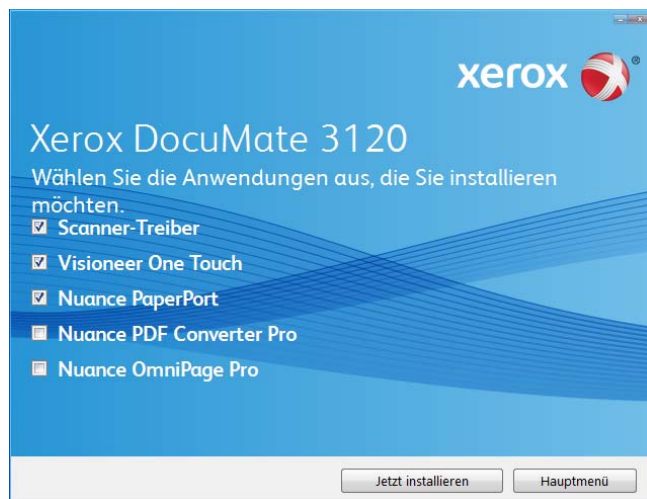 xerox ®
Xerox DocuMate 3120
Wählen Sie die Anwendungen aus, die Sie installieren
möchten.
Scanner-Treiber
Visioneer One Touch
Nuance PaperPort
Nuance PDF Converter Pro
Nuance OmniPage Pro
Jetzt installieren Hauptmenü